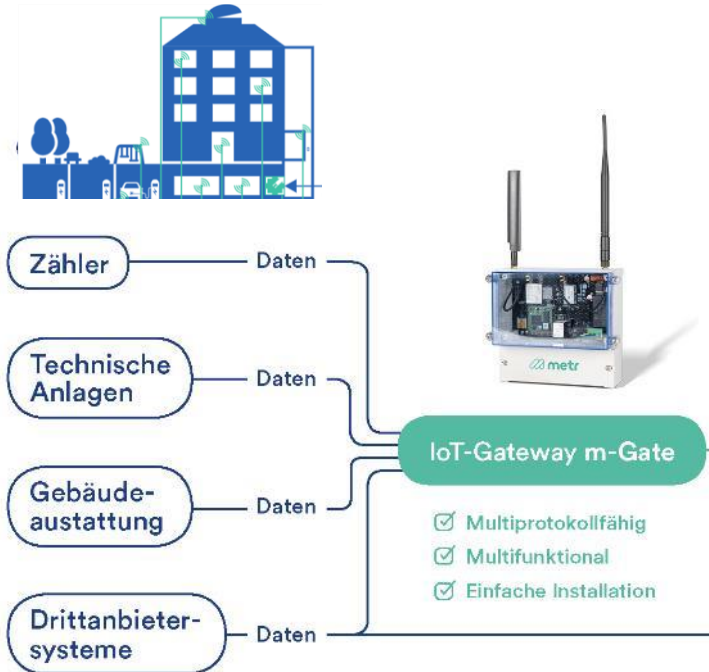 Zähler
Daten
Technische
Anlagen
Daten
Gebäude-
austattung
Daten
Drittanbieter-
systeme
Daten
metr
IoT-Gateway m-Gate
Multiprotokollfähig
Multifunktional
Einfache Installation